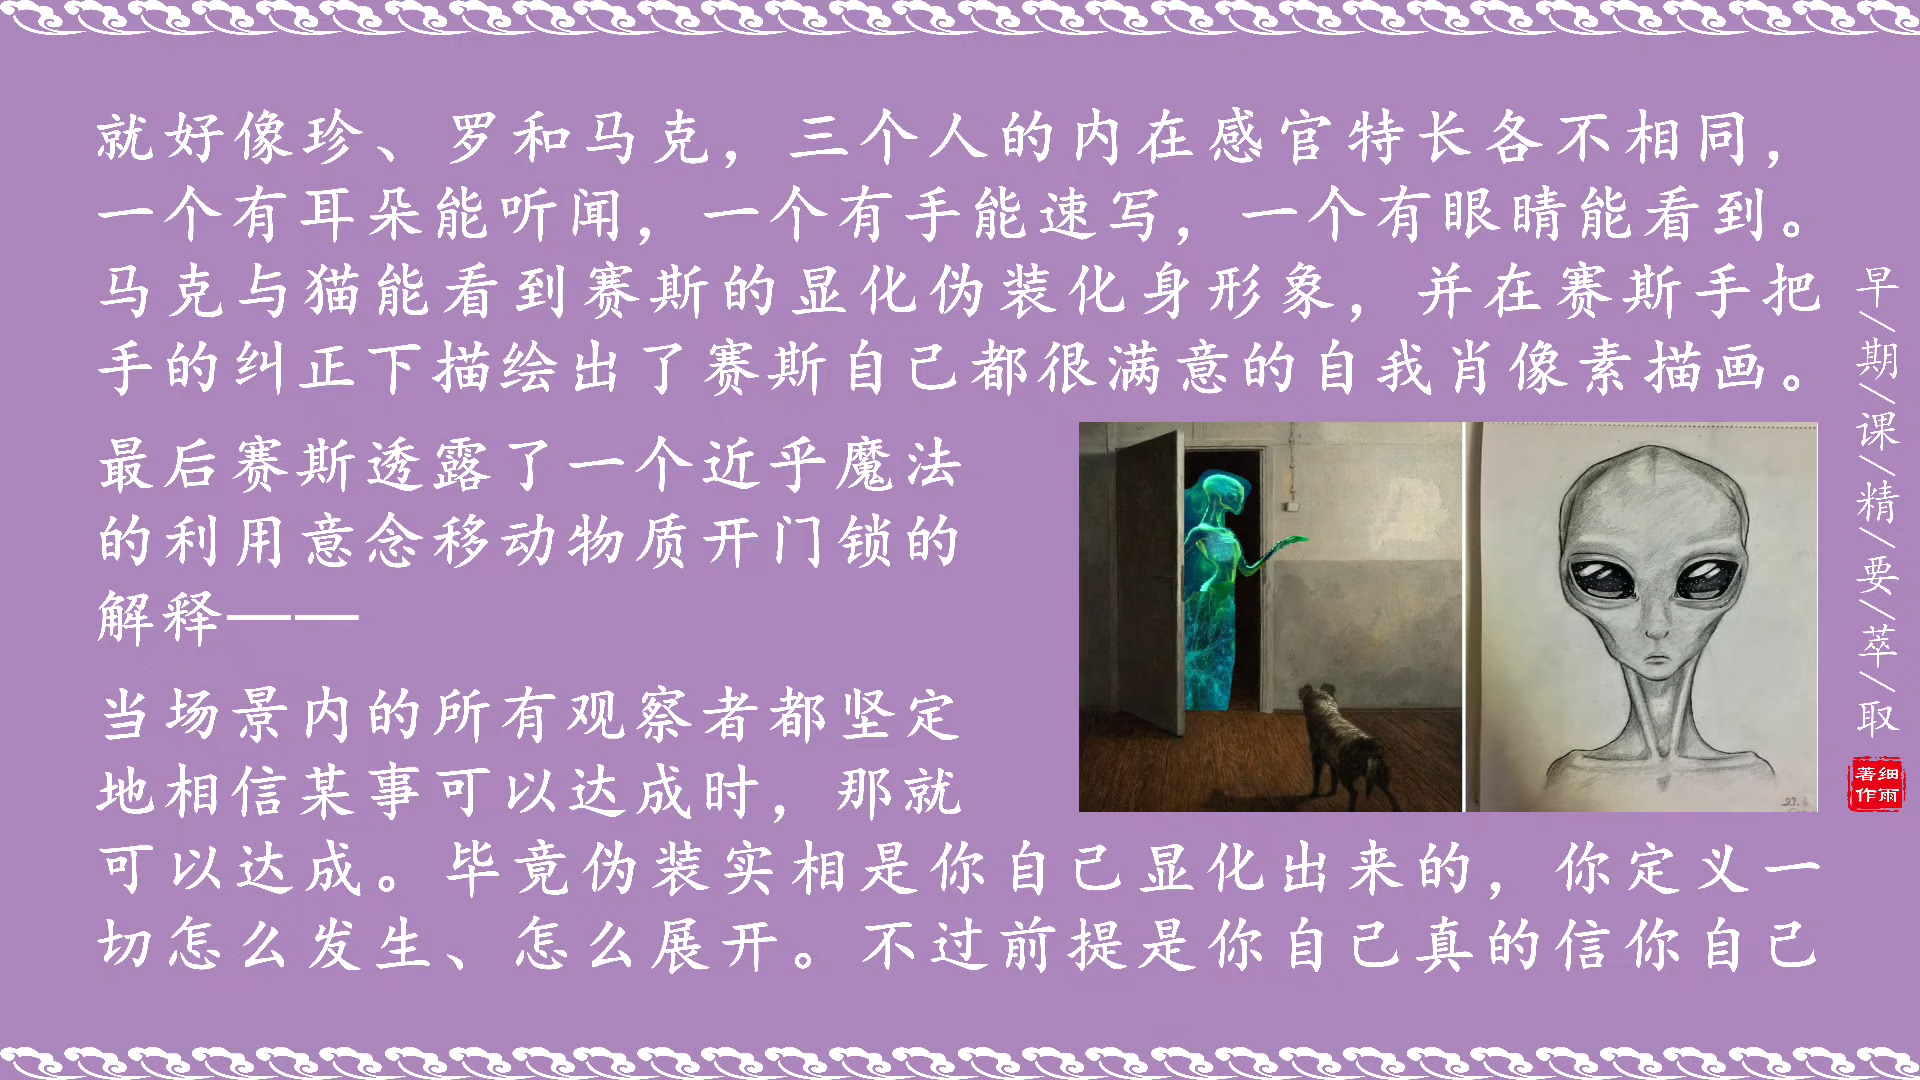 就好像珍、罗和马克，三个人的内在感官特长各不相同，
一个有耳朵能听闻，一个有手能速写，一个有眼睛能看到。
马克与猫能看到赛斯的显化伪装化身形象，并在赛斯手把
手的纠正下描绘出了赛斯自己都很满意的自我肖像素描画。
最后赛斯透露了一个近乎魔法
的利用意念移动物质开门锁的
解释——
当场景内的所有观察者都坚定
地相信某事可以达成时，那就
可以达成。毕竟伪装实相是你自己显化出来的，你定义一
切怎么发生、怎么展开。不过前提是你自己真的信你自己
早/期/课/精/要/萃/取
细雨
著作